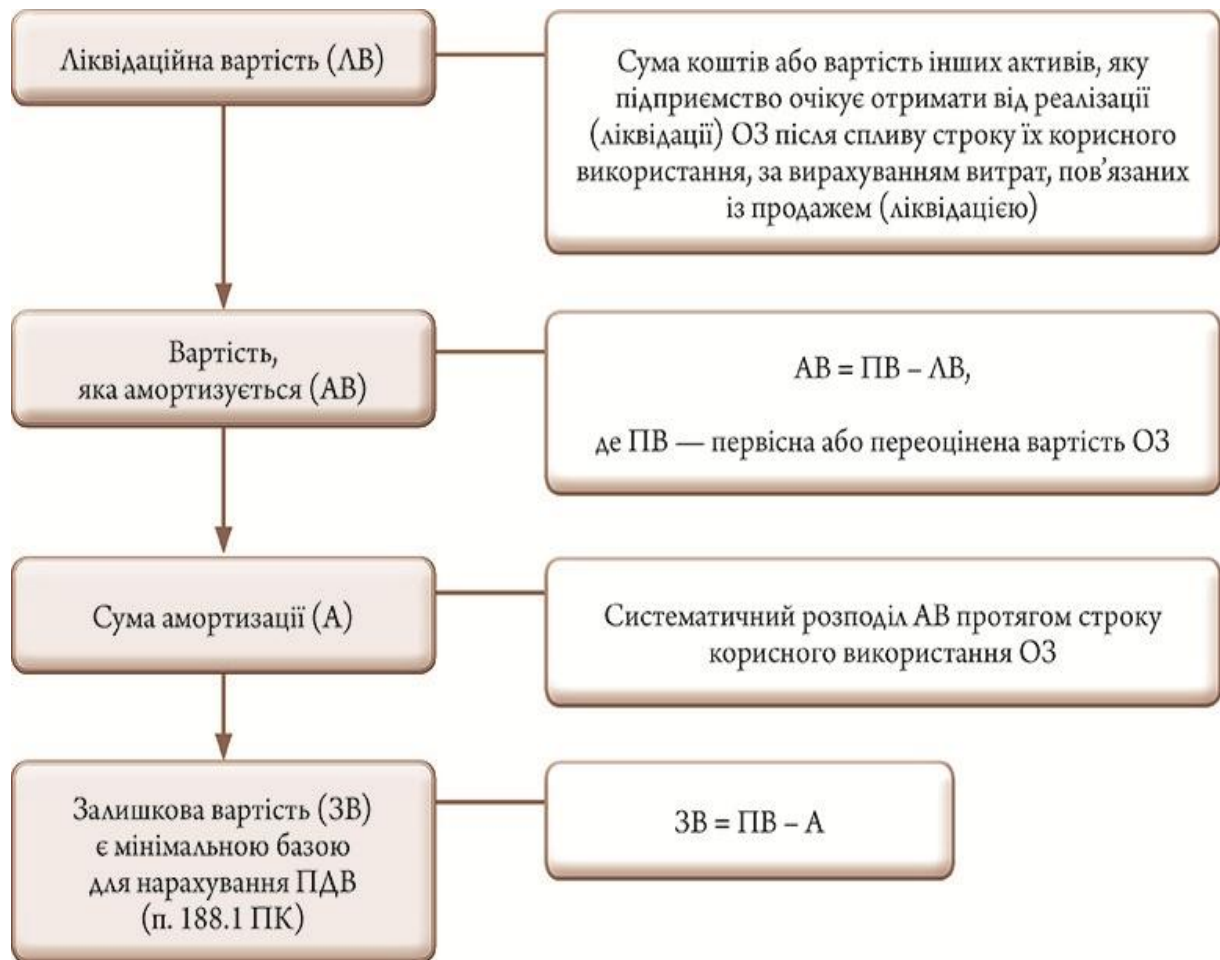 Ліквідаційна вартість (ЛВ)
Сума коштів або вартість інших активів, яку
підприємство очікує отримати від реалізації
(ліквідації) ОЗ після спливу строку їх корисного
використання, за вирахуванням витрат, пов’язаних
із продажем (ліквідацією)
Вартість,
яка амортизується (АВ)
АВ = ПВ – ЛВ,
де ПВ — первісна або переоцінена вартість ОЗ
Сума амортизації (А)
Систематичний розподіл АВ протягом строку
корисного використання ОЗ
Залишкова вартість (ЗВ)
є мінімальною базою
для нарахування ПДВ
(п. 188.1 ПК)
ЗВ = ПВ – А